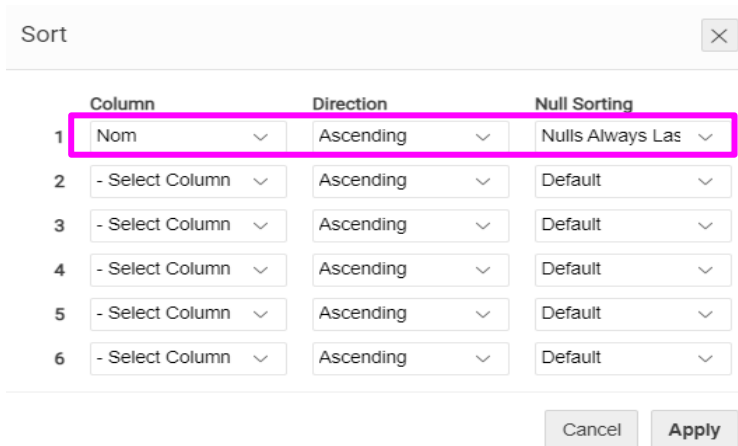 Sort
Column Direction Null Sorting
1 Nom Ascending Nulls Always Las
2 - Select Column Ascending Default
3 - Select Column Ascending Default
4 - Select Column Ascending Default
5 - Select Column Ascending Default
6 - Select Column Ascending Default
Cancel Apply